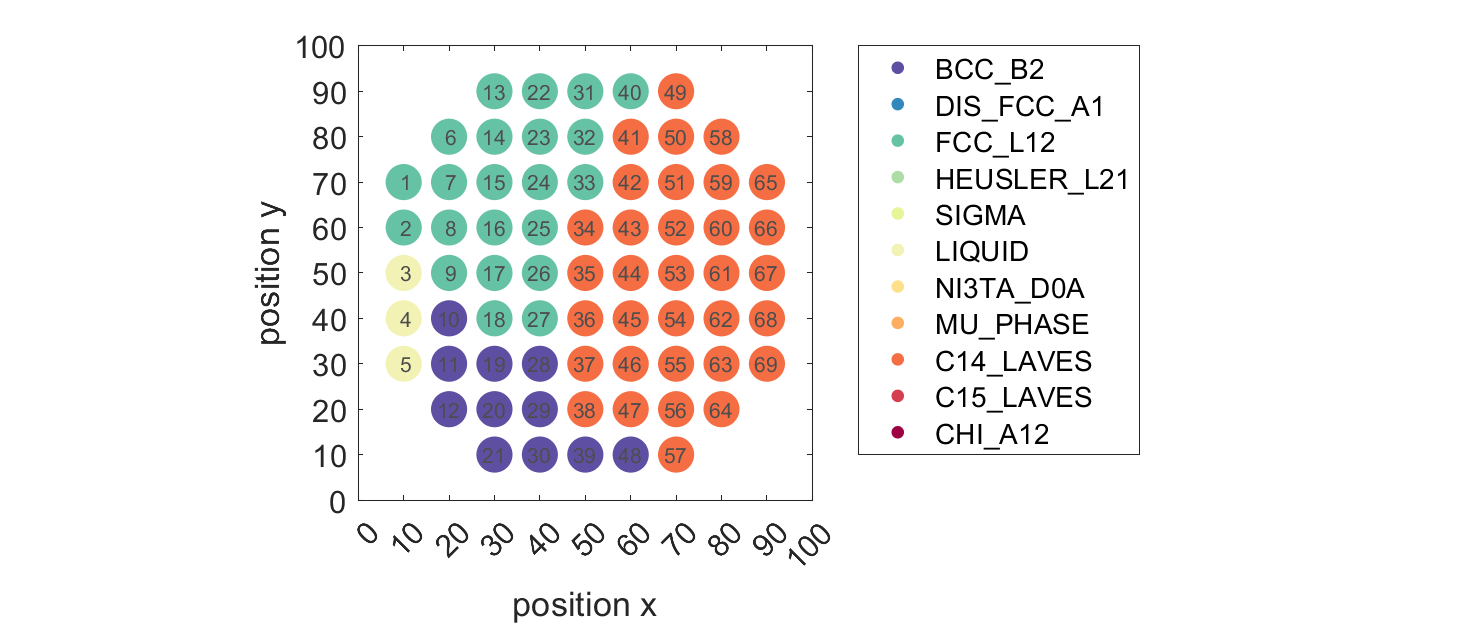 100
90
80
70
60
50
40
30
20
10
0
13 22 31 40 49
6 14 23 32 41 50 58
1 7 15 24 33 42 51 59 65
2 8 16 25 34 43 52 60 66
3 9 17 26 35 44 53 61 67
4 10 18 27 36 45 54 62 68
5 11 19 28 37 46 55 63 69
12 20 29 38 47 56 64
21 30 39 48 57
0 10 20 30 40 50 60 70 80 90 100
position x
position y
BCC_B2
DIS_FCC_A1
FCC_L12
HEUSLER_L21
SIGMA
LIQUID
NI3TA_D0A
MU_PHASE
C14_LAVES
C15_LAVES
CHI_A12